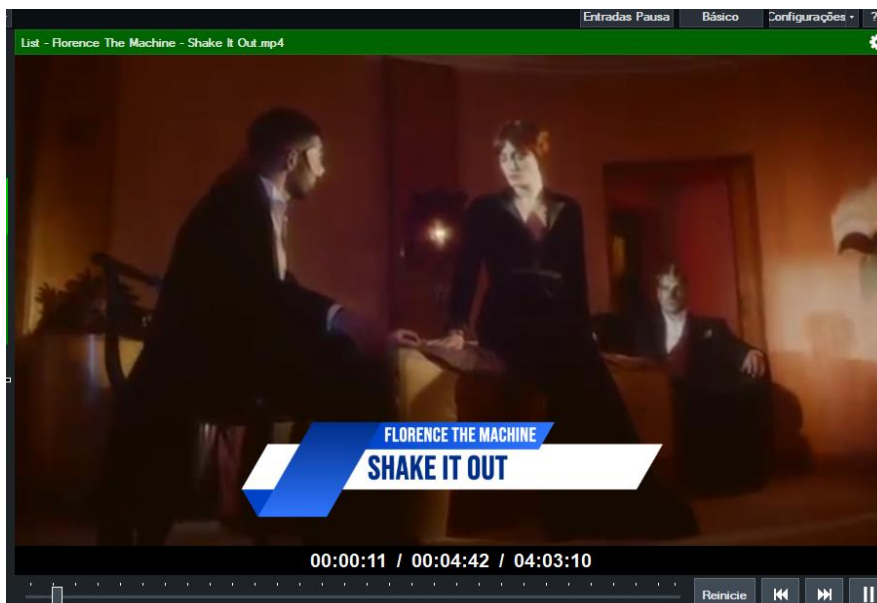 Entradas Pausa Básico Configurações ?
List - Florence The Machine - Shake It Out.mp4
FLORENCE THE MACHINE
SHAKE IT OUT
00:00:11 / 00:04:42 / 04:03:10
Reinicie